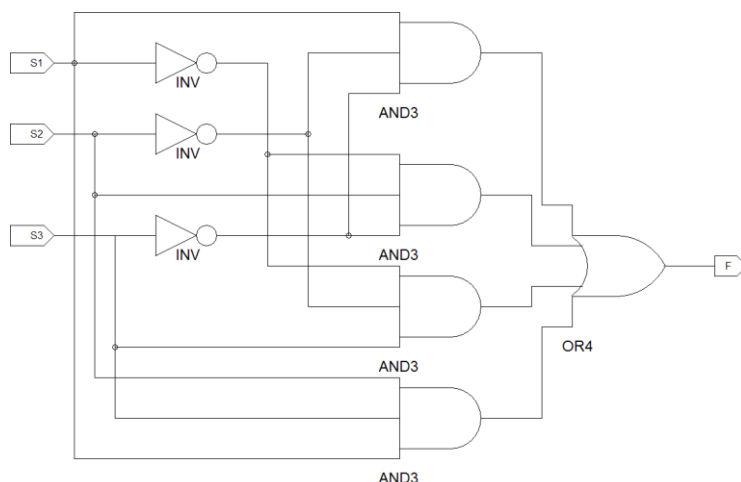 S1
INV
AND3
S2
INV
S3
INV
AND3
F
AND3
OR4
AND3